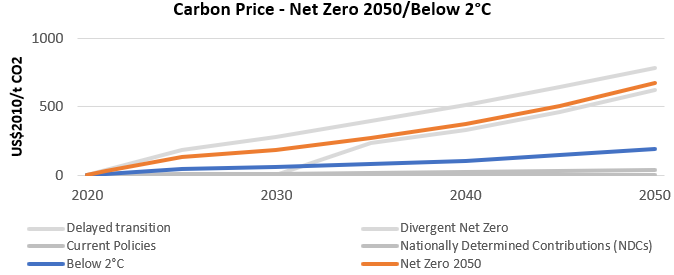 Carbon Price - Net Zero 2050/Below 2°C
US$2010/t CO2
1000
500
0
2020 2030 2040 2050
Delayed transition Divergent Net Zero
Current Policies Nationally Determined Contributions (NDCs)
Below 2°C Net Zero 2050